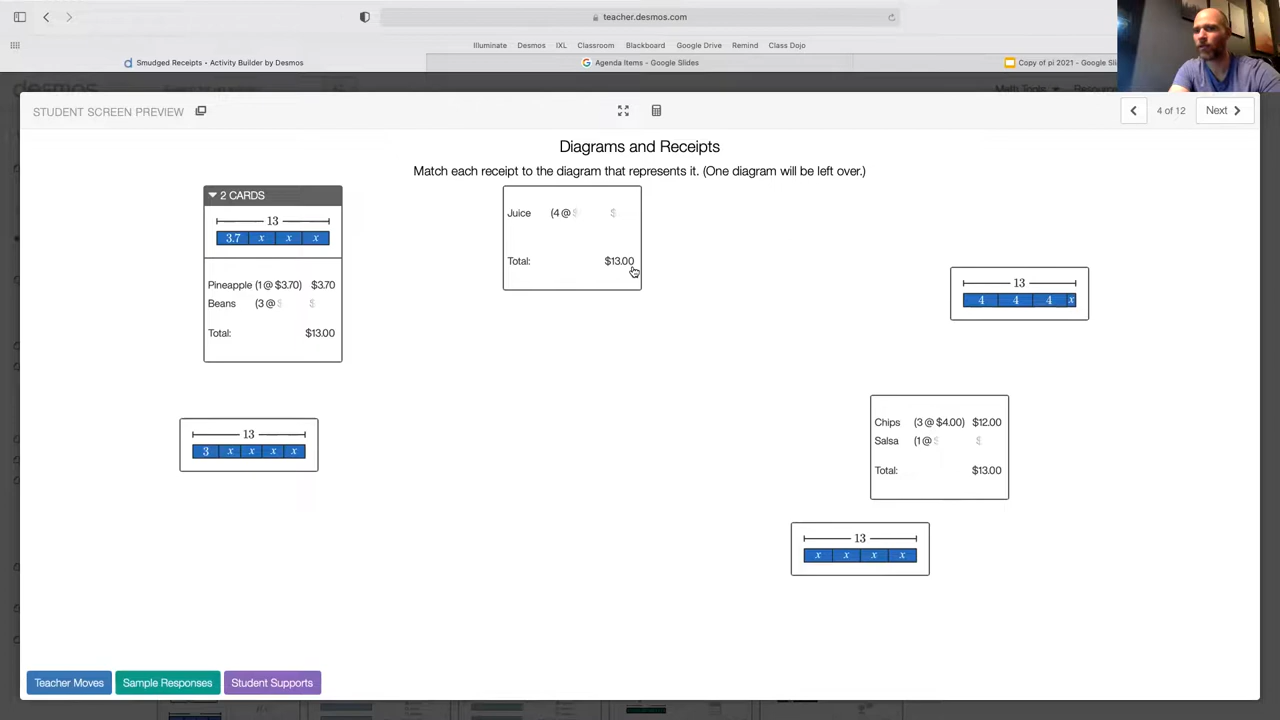 teacher.desmos.com
Illuminate Desmos IXL Classroom Blackboard Google Drive Remind Class Dojo
Smudged Receipts • Activity Builder by Desmos
Agenda Items - Google Slides
Copy of pi 2021 - Google Sli
STUDENT SCREEN PREVIEW
4 of 12
Next
Diagrams and Receipts
Match each receipt to the diagram that represents it. (One diagram will be left over.)
2 CARDS
13
3.7 x x x
Pineapple (1 @ $3.70) $3.70
Beans (3 @ $ $
Total: $13.00
Juice (4 @ $ $
Total: $13.00
13
4 4 4 x
13
3 x x x x
Chips (3 @ $4.00) $12.00
Salsa (1 @ $ $
Total: $13.00
13
x x x x
Teacher Moves
Sample Responses
Student Supports